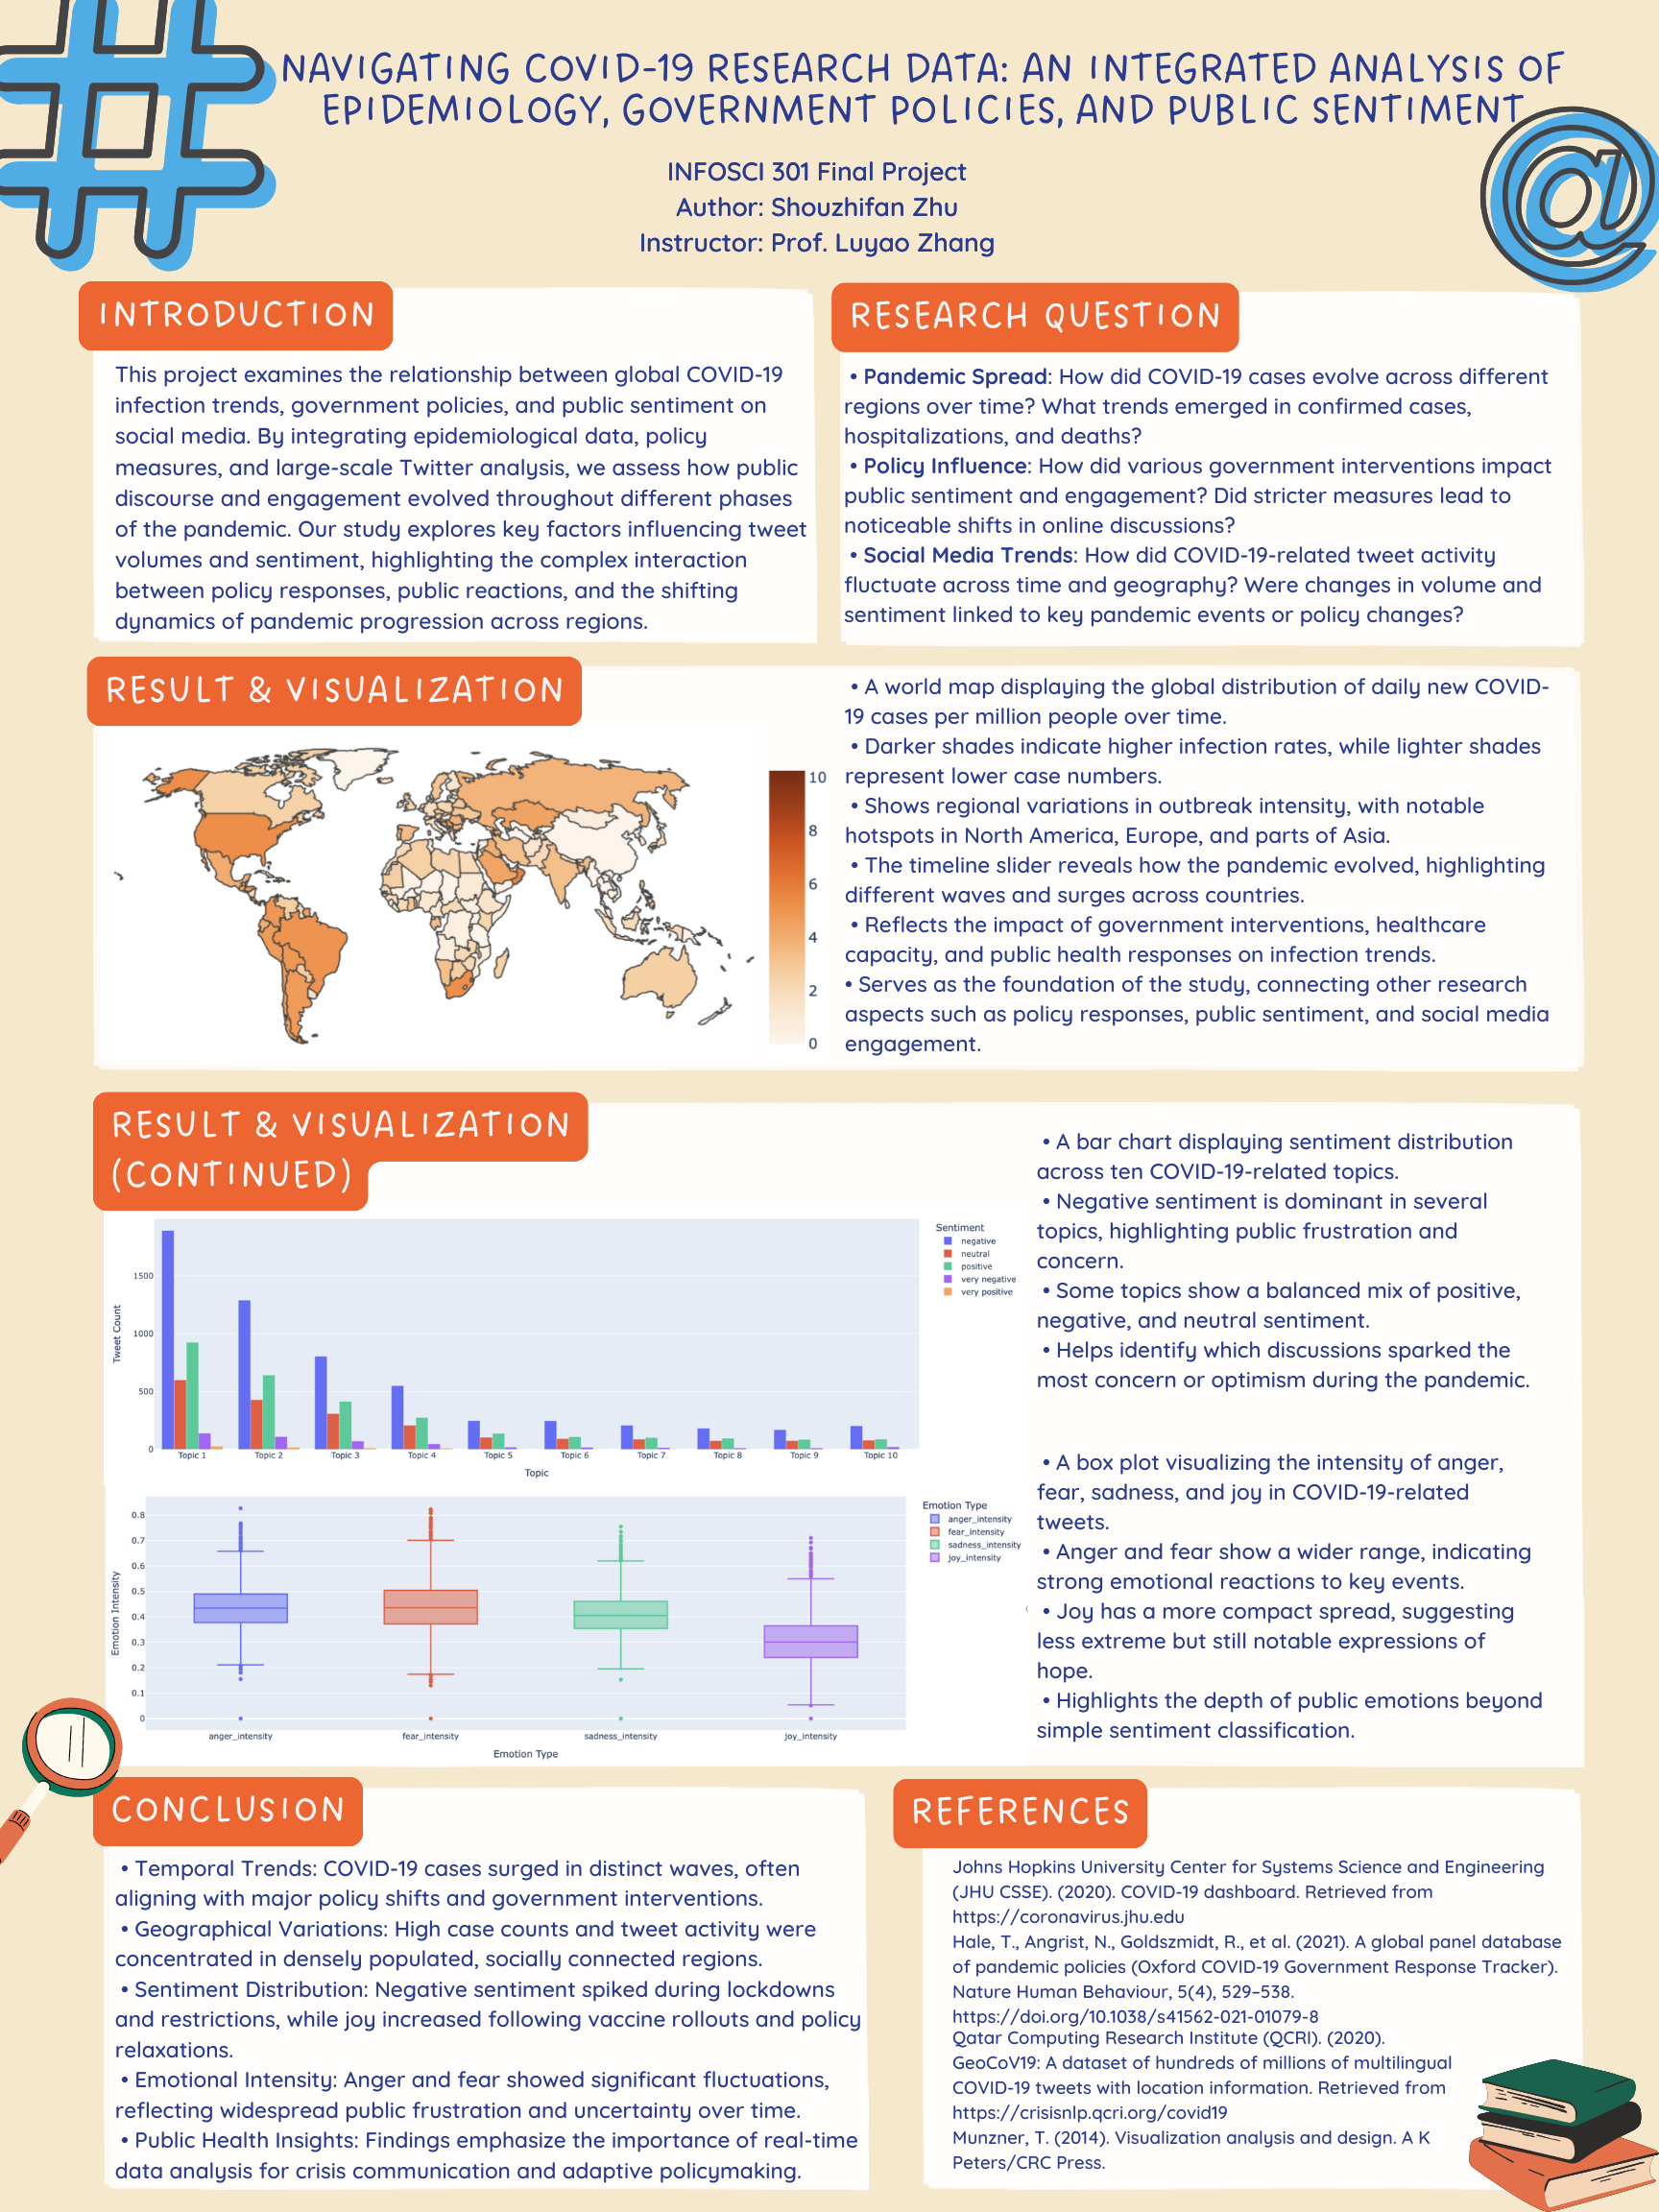 NAVIGATING COVID-19 RESEARCH DATA: AN INTEGRATED ANALYSIS OF
EPIDEMIOLOGY, GOVERNMENT POLICIES, AND PUBLIC SENTIMENT
INFOSCI 301 Final Project
Author: Shouzhifan Zhu
Instructor: Prof. Luyao Zhang
INTRODUCTION
This project examines the relationship between global COVID-19
infection trends, government policies, and public sentiment on
social media. By integrating epidemiological data, policy
measures, and large-scale Twitter analysis, we assess how public
discourse and engagement evolved throughout different phases
of the pandemic. Our study explores key factors influencing tweet
volumes and sentiment, highlighting the complex interaction
between policy responses, public reactions, and the shifting
dynamics of pandemic progression across regions.
RESEARCH QUESTION
• Pandemic Spread: How did COVID-19 cases evolve across different
regions over time? What trends emerged in confirmed cases,
hospitalizations, and deaths?
• Policy Influence: How did various government interventions impact
public sentiment and engagement? Did stricter measures lead to
noticeable shifts in online discussions?
• Social Media Trends: How did COVID-19-related tweet activity
fluctuate across time and geography? Were changes in volume and
sentiment linked to key pandemic events or policy changes?
RESULT & VISUALIZATION
10
8
6
4
2
0
• A world map displaying the global distribution of daily new COVID-
19 cases per million people over time.
• Darker shades indicate higher infection rates, while lighter shades
represent lower case numbers.
• Shows regional variations in outbreak intensity, with notable
hotspots in North America, Europe, and parts of Asia.
• The timeline slider reveals how the pandemic evolved, highlighting
different waves and surges across countries.
• Reflects the impact of government interventions, healthcare
capacity, and public health responses on infection trends.
• Serves as the foundation of the study, connecting other research
aspects such as policy responses, public sentiment, and social media
engagement.
RESULT & VISUALIZATION
(CONTINUED)
Tweet Count
1500
1000
500
0
Topic 1 Topic 2 Topic 3 Topic 4 Topic 5 Topic 6 Topic 7 Topic 8 Topic 9 Topic 10
Topic
Sentiment
negative
neutral
positive
very negative
very positive
• A bar chart displaying sentiment distribution
across ten COVID-19-related topics.
• Negative sentiment is dominant in several
topics, highlighting public frustration and
concern.
• Some topics show a balanced mix of positive,
negative, and neutral sentiment.
• Helps identify which discussions sparked the
most concern or optimism during the pandemic.
Emotion Intensity
0.8
0.7
0.6
0.5
0.4
0.3
0.2
0.1
0
anger_intensity fear_intensity sadness_intensity joy_intensity
Emotion Type
Emotion Type
anger_intensity
fear_intensity
sadness_intensity
joy_intensity
• A box plot visualizing the intensity of anger,
fear, sadness, and joy in COVID-19-related
tweets.
• Anger and fear show a wider range, indicating
strong emotional reactions to key events.
• Joy has a more compact spread, suggesting
less extreme but still notable expressions of
hope.
• Highlights the depth of public emotions beyond
simple sentiment classification.
CONCLUSION
• Temporal Trends: COVID-19 cases surged in distinct waves, often
aligning with major policy shifts and government interventions.
• Geographical Variations: High case counts and tweet activity were
concentrated in densely populated, socially connected regions.
• Sentiment Distribution: Negative sentiment spiked during lockdowns
and restrictions, while joy increased following vaccine rollouts and policy
relaxations.
• Emotional Intensity: Anger and fear showed significant fluctuations,
reflecting widespread public frustration and uncertainty over time.
• Public Health Insights: Findings emphasize the importance of real-time
data analysis for crisis communication and adaptive policymaking.
REFERENCES
Johns Hopkins University Center for Systems Science and Engineering
(JHU CSSE). (2020). COVID-19 dashboard. Retrieved from
https://coronavirus.jhu.edu
Hale, T., Angrist, N., Goldszmidt, R., et al. (2021). A global panel database
of pandemic policies (Oxford COVID-19 Government Response Tracker).
Nature Human Behaviour, 5(4), 529–538.
https://doi.org/10.1038/s41562-021-01079-8
Qatar Computing Research Institute (QCRI). (2020).
GeoCoV19: A dataset of hundreds of millions of multilingual
COVID-19 tweets with location information. Retrieved from
https://crisisnlp.qcri.org/covid19
Munzner, T. (2014). Visualization analysis and design. A K
Peters/CRC Press.